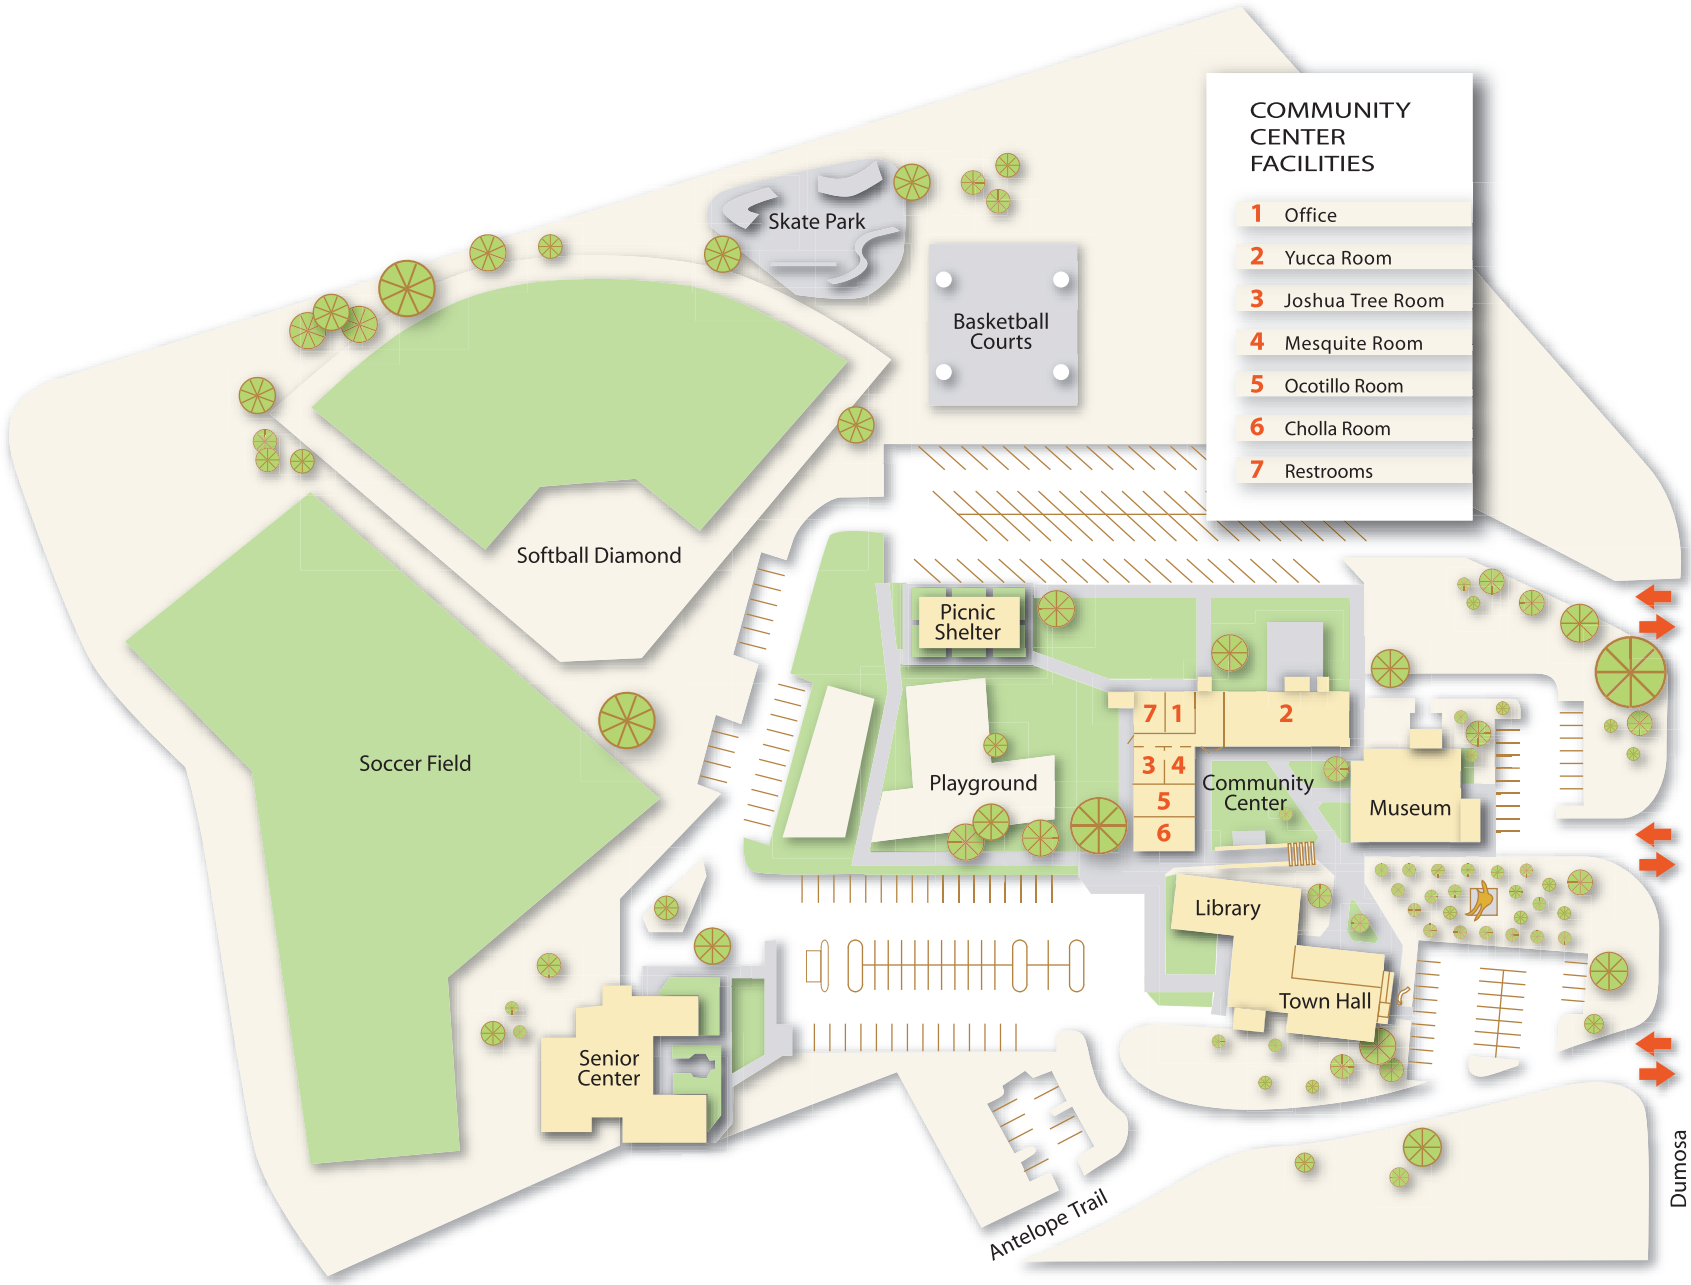 COMMUNITY
CENTER
FACILITIES
1 Office
2 Yucca Room
3 Joshua Tree Room
4 Mesquite Room
5 Ocotillo Room
6 Cholla Room
7 Restrooms
Skate Park
Basketball
Courts
Softball Diamond
Picnic
Shelter
7 1 2
Soccer Field
3 4
Playground
Community
Center
5
6
Museum
Library
Town Hall
Senior
Center
Antelope Trail
Dumosa